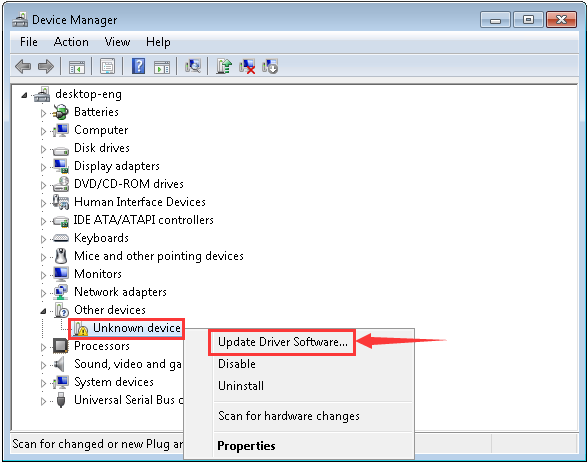 Device Manager
File Action View Help
desktop-eng
Batteries
Computer
Disk drives
Display adapters
DVD/CD-ROM drives
Human Interface Devices
IDE ATA/ATAPI controllers
Keyboards
Mice and other pointing devices
Monitors
Network adapters
Other devices
Unknown device
Processors
Sound, video and ga
System devices
Universal Serial Bus c
Update Driver Software...
Disable
Uninstall
Scan for hardware changes
Properties
Scan for changed or new Plug an